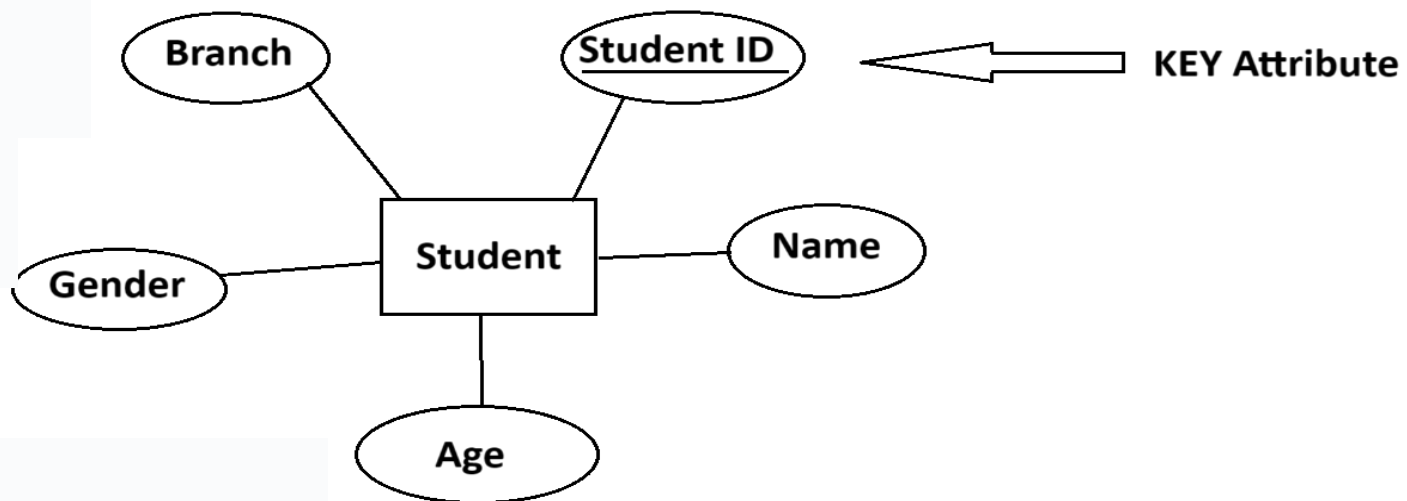 Branch
Student ID
KEY Attribute
Student
Name
Gender
Age